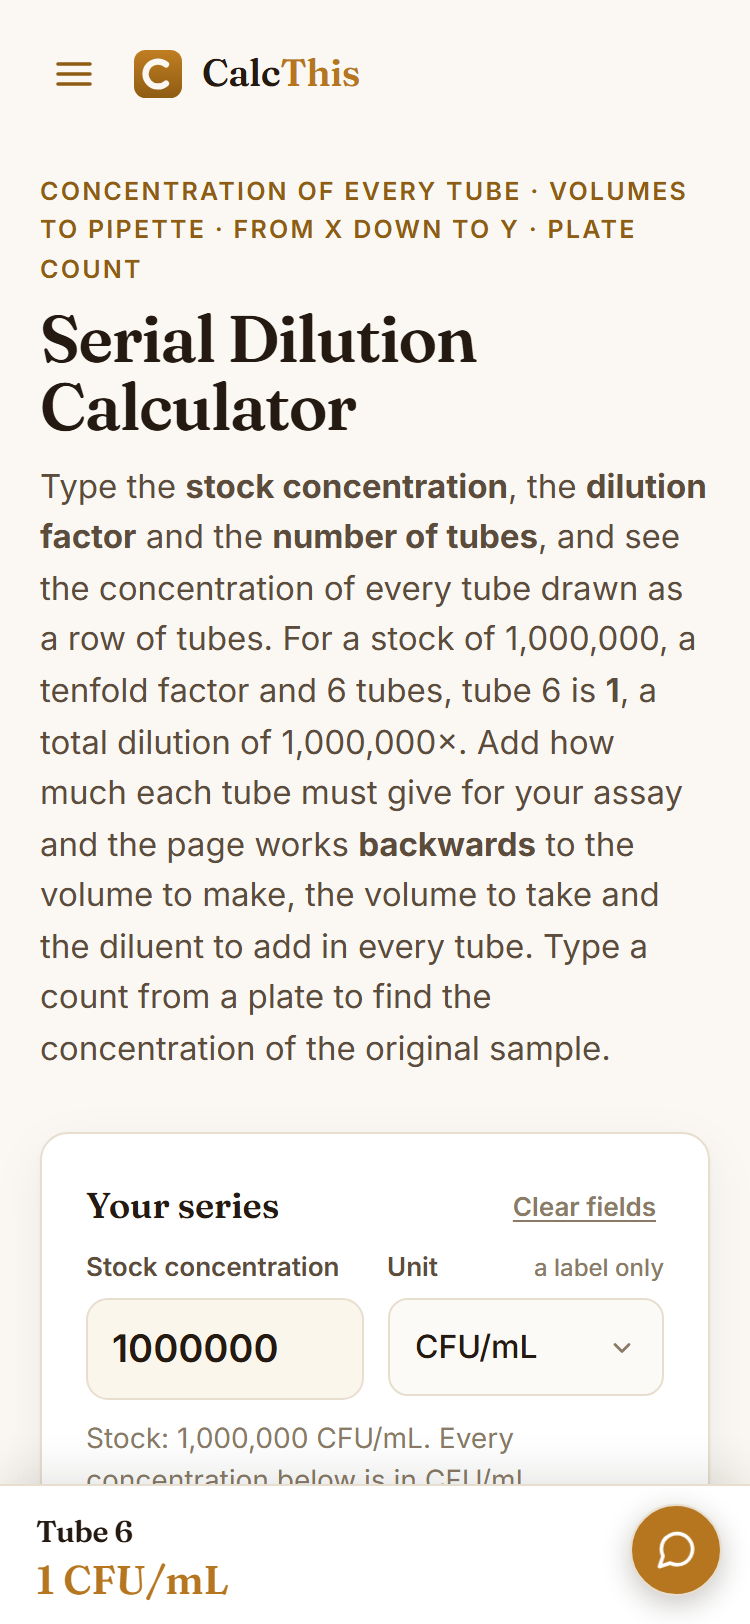 CalcThis
CONCENTRATION OF EVERY TUBE · VOLUMES
TO PIPETTE · FROM X DOWN TO Y · PLATE
COUNT
Serial Dilution
Calculator
Type the stock concentration, the dilution
factor and the number of tubes, and see
the concentration of every tube drawn as
a row of tubes. For a stock of 1,000,000, a
tenfold factor and 6 tubes, tube 6 is 1, a
total dilution of 1,000,000×. Add how
much each tube must give for your assay
and the page works backwards to the
volume to make, the volume to take and
the diluent to add in every tube. Type a
count from a plate to find the
concentration of the original sample.
Your series Clear fields
Stock concentration Unit a label only
1000000 CFU/mL
Stock: 1,000,000 CFU/mL. Every
concentration below is in CFU/mL
Tube 6
1 CFU/mL